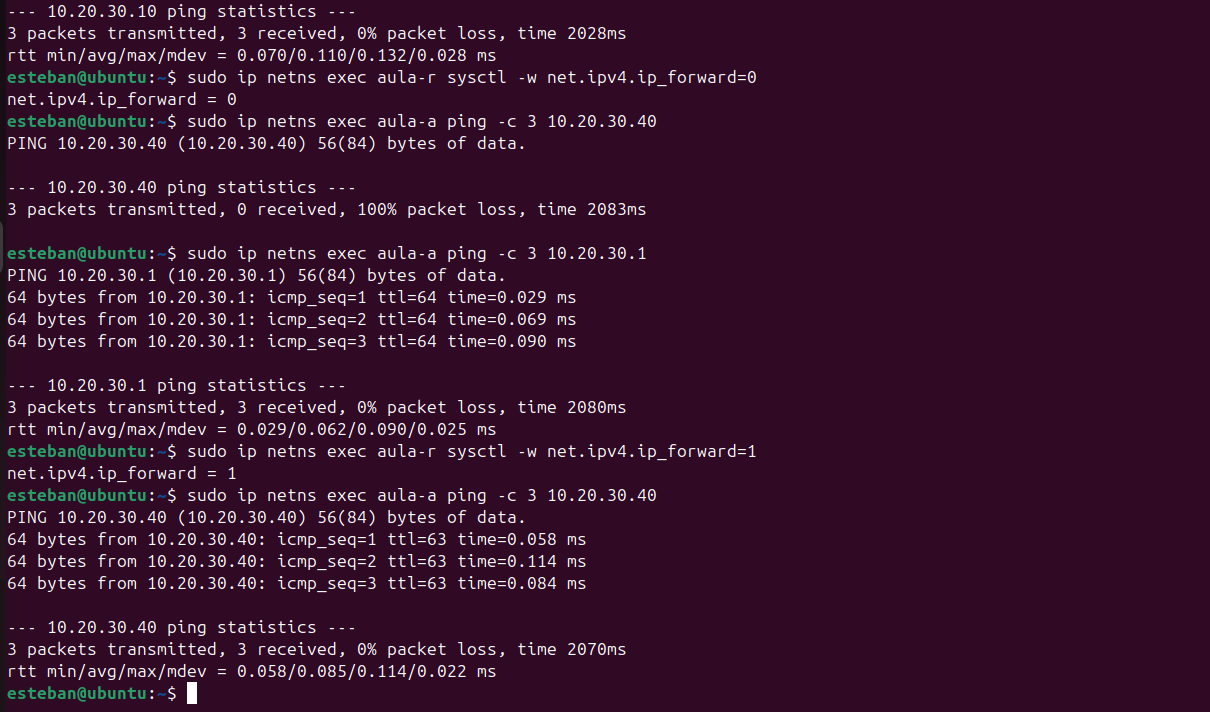 --- 10.20.30.10 ping statistics ---
3 packets transmitted, 3 received, 0% packet loss, time 2028ms
rtt min/avg/max/mdev = 0.070/0.110/0.132/0.028 ms
esteban@ubuntu:~$ sudo ip netns exec aula-r sysctl -w net.ipv4.ip_forward=0
net.ipv4.ip_forward = 0
esteban@ubuntu:~$ sudo ip netns exec aula-a ping -c 3 10.20.30.40
PING 10.20.30.40 (10.20.30.40) 56(84) bytes of data.

--- 10.20.30.40 ping statistics ---
3 packets transmitted, 0 received, 100% packet loss, time 2083ms

esteban@ubuntu:~$ sudo ip netns exec aula-a ping -c 3 10.20.30.1
PING 10.20.30.1 (10.20.30.1) 56(84) bytes of data.
64 bytes from 10.20.30.1: icmp_seq=1 ttl=64 time=0.029 ms
64 bytes from 10.20.30.1: icmp_seq=2 ttl=64 time=0.069 ms
64 bytes from 10.20.30.1: icmp_seq=3 ttl=64 time=0.090 ms

--- 10.20.30.1 ping statistics ---
3 packets transmitted, 3 received, 0% packet loss, time 2080ms
rtt min/avg/max/mdev = 0.029/0.062/0.090/0.025 ms
esteban@ubuntu:~$ sudo ip netns exec aula-r sysctl -w net.ipv4.ip_forward=1
net.ipv4.ip_forward = 1
esteban@ubuntu:~$ sudo ip netns exec aula-a ping -c 3 10.20.30.40
PING 10.20.30.40 (10.20.30.40) 56(84) bytes of data.
64 bytes from 10.20.30.40: icmp_seq=1 ttl=63 time=0.058 ms
64 bytes from 10.20.30.40: icmp_seq=2 ttl=63 time=0.114 ms
64 bytes from 10.20.30.40: icmp_seq=3 ttl=63 time=0.084 ms

--- 10.20.30.40 ping statistics ---
3 packets transmitted, 3 received, 0% packet loss, time 2070ms
rtt min/avg/max/mdev = 0.058/0.085/0.114/0.022 ms
esteban@ubuntu:~$